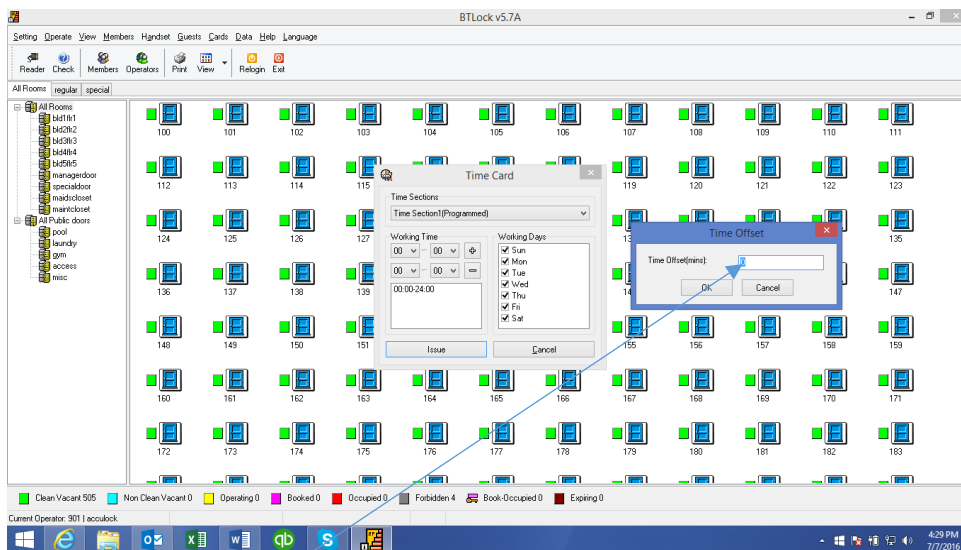 BTLock v5.7A
Setting Operate View Members Handset Guests Cards Data Help Language
Reader Check Members Operators Print View Relogin Exit
All Rooms regular special
All Rooms
bld1flr1
bld2flr2
bld3flr3
bld4flr4
bld5flr5
managerdoor
specialdoor
maidscloset
maintcloset
All Public doors
pool
laundry
gym
access
misc
100 101 102 103 104 105 106 107 108 109 110 111
112 113 114 115 119 120 121 122 123
124 125 126 127 13 135
136 137 138 139 14 147
148 149 150 151 155 156 157 158 159
160 161 162 163 164 165 166 167 168 169 170 171
172 173 174 175 176 177 178 179 180 181 182 183
Time Card
Time Sections
Time Section1(Programmed)
Working Time
00 - 00
00 - 00
00:00-24:00
Working Days
Sun
Mon
Tue
Wed
Thu
Fri
Sat
Issue Cancel
Time Offset
Time Offset(mins): 0
OK Cancel
Clean Vacant 505 Non Clean Vacant 0 Operating 0 Booked 0 Occupied 0 Forbidden 4 Book-Occupied 0 Expiring 0
Current Operator: 901 | acculock
4:29 PM
7/7/2016